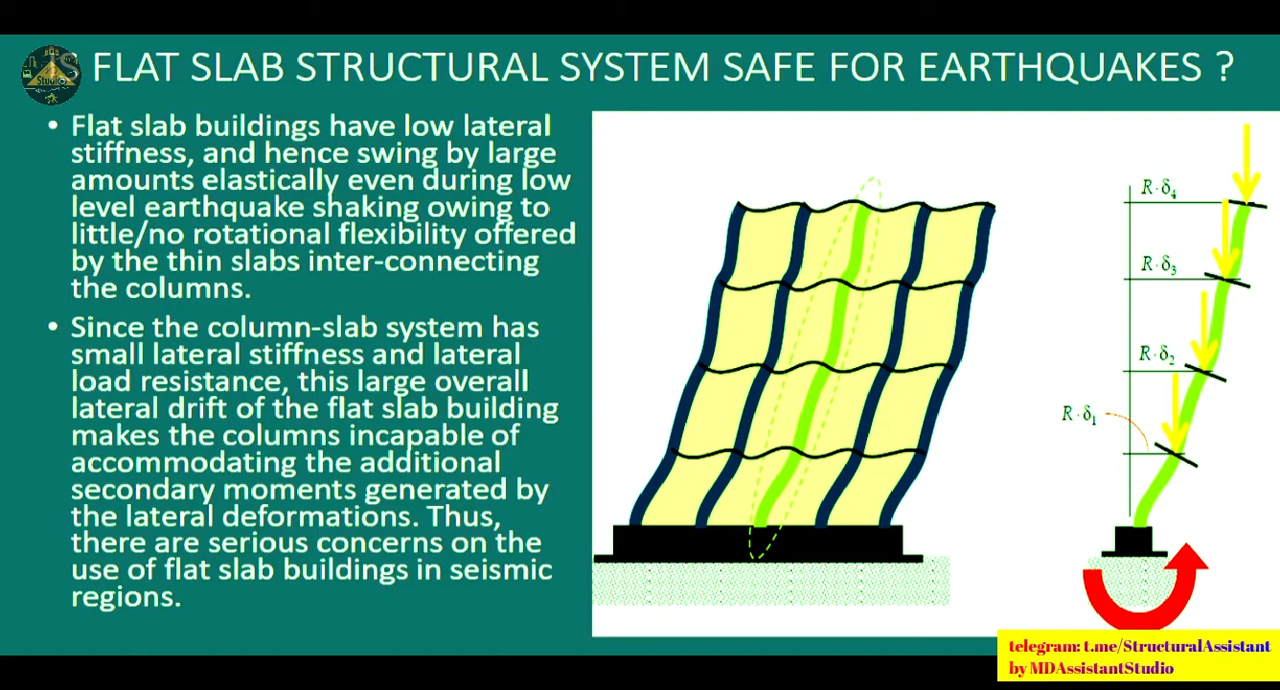 FLAT SLAB STRUCTURAL SYSTEM SAFE FOR EARTHQUAKES ?
• Flat slab buildings have low lateral
stiffness, and hence swing by large
amounts elastically even during low
level earthquake shaking owing to
little/no rotational flexibility offered
by the thin slabs inter-connecting
the columns.
• Since the column-slab system has
small lateral stiffness and lateral
load resistance, this large overall
lateral drift of the flat slab building
makes the columns incapable of
accommodating the additional
secondary moments generated by
the lateral deformations. Thus,
there are serious concerns on the
use of flat slab buildings in seismic
regions.
R·δ₄
R·δ₃
R·δ₂
R·δ₁
telegram: t.me/StructuralAssistant
by MDAssistantStudio